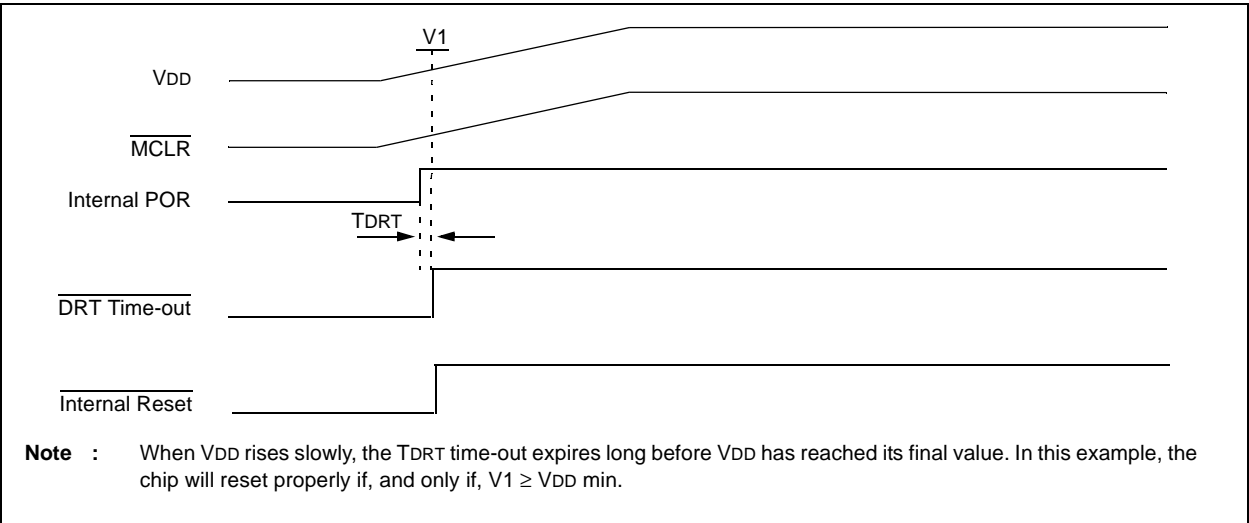 V1
VDD
MCLR
Internal POR
TDRT
DRT Time-out
Internal Reset
Note : When VDD rises slowly, the TDRT time-out expires long before VDD has reached its final value. In this example, the
chip will reset properly if, and only if, V1 ≥ VDD min.